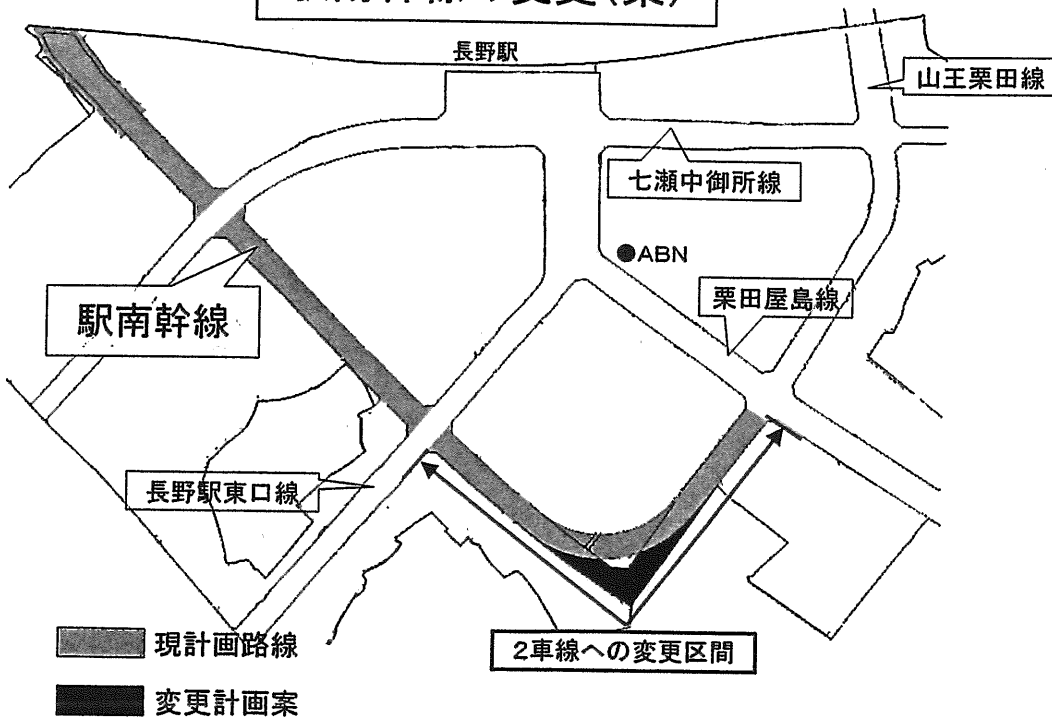 長野駅
山王栗田線
七瀬中御所線
ABN
栗田屋島線
駅南幹線
長野駅東口線
2車線への変更区間
現計画路線
変更計画案